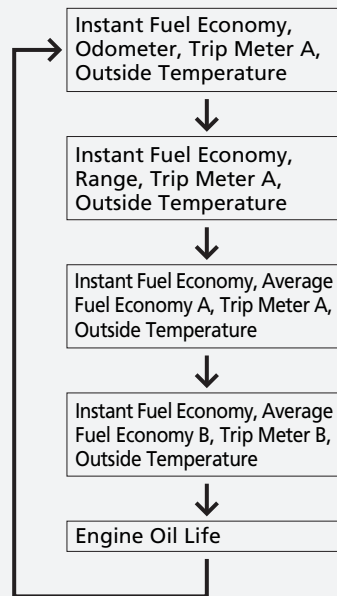 Instant Fuel Economy,
Odometer, Trip Meter A,
Outside Temperature
Instant Fuel Economy,
Range, Trip Meter A,
Outside Temperature
Instant Fuel Economy, Average
Fuel Economy A, Trip Meter A,
Outside Temperature
Instant Fuel Economy, Average
Fuel Economy B, Trip Meter B,
Outside Temperature
Engine Oil Life